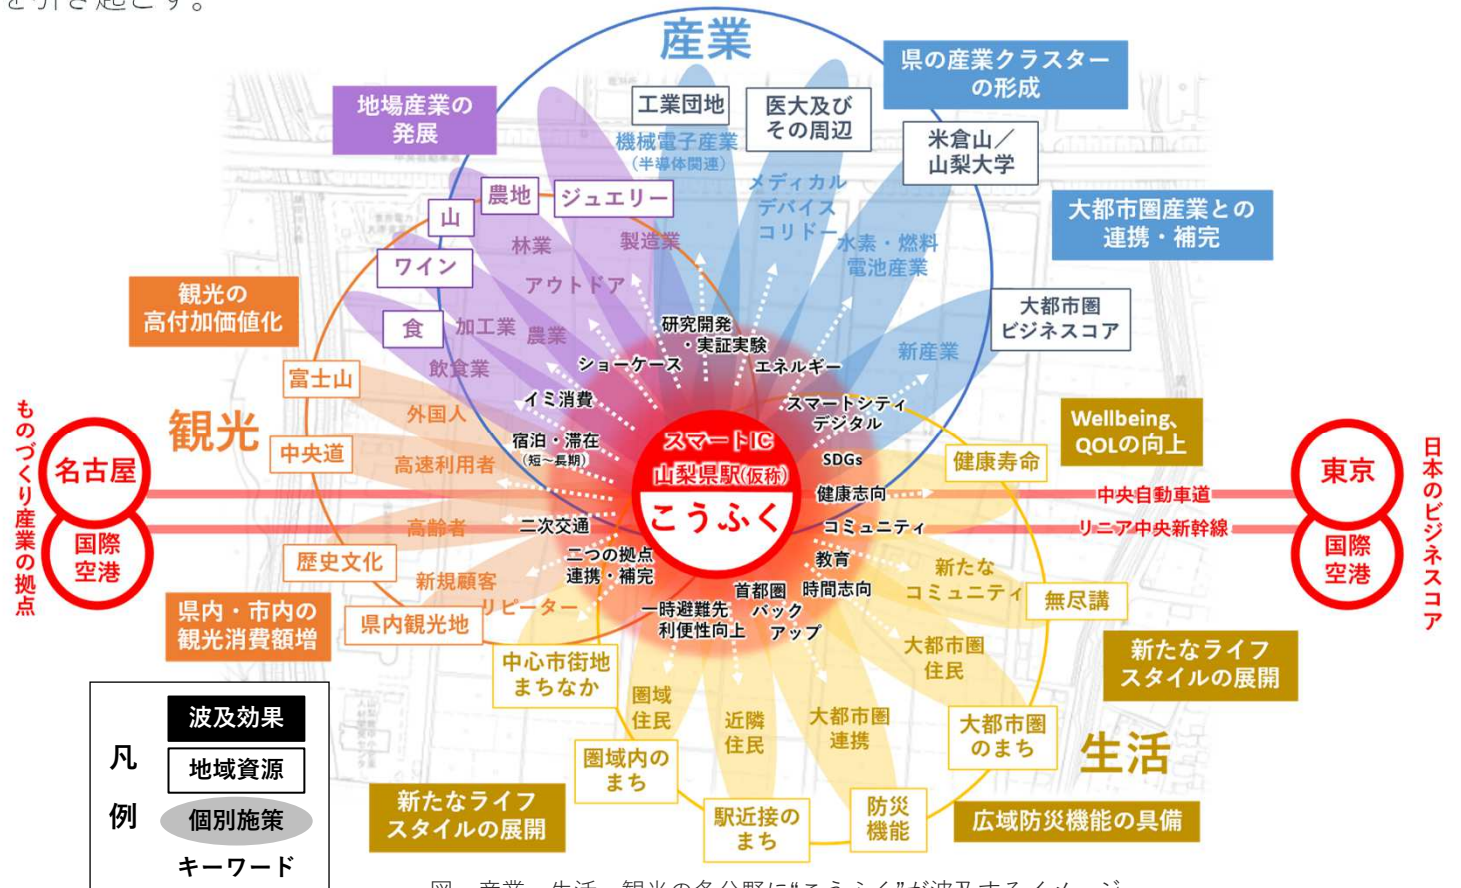 を引き起こす。
産業
県の産業クラスター
の形成
地場産業の
発展
工業団地
医大及び
その周辺
機械電子産業
（半導体関連）
米倉山／
山梨大学
メディカル
デバイス
コリドー
水素・燃料
電池産業
大都市圏産業との
連携・補完
農地
ジュエリー
山
林業
製造業
ワイン
アウトドア
食
加工業
農業
飲食業
大都市圏
ビジネスコア
新産業
観光の
高付加価値化
研究開発
・実証実験
ショーケース
エネルギー
イミ消費
スマートシティ
デジタル
宿泊・滞在
（短～長期）
SDGs
健康志向
二次交通
コミュニティ
二つの拠点
連携・補完
教育
首都圏
バック
アップ
時間志向
一時避難先
利便性向上
スマートIC
山梨県駅(仮称)
こうふく
富士山
観光
外国人
中央道
高速利用者
高齢者
歴史文化
新規顧客
リピーター
県内観光地
県内・市内の
観光消費額増
ものづくり産業の拠点
名古屋
国際
空港
Wellbeing、
QOLの向上
健康寿命
中央自動車道
リニア中央新幹線
東京
国際
空港
日本のビジネスコア
新たな
コミュニティ
無尽講
大都市圏
住民
新たなライフ
スタイルの展開
大都市圏
のまち
生活
中心市街地
まちなか
圏域
住民
近隣
住民
大都市圏
連携
圏域内の
まち
駅近接の
まち
防災
機能
広域防災機能の具備
新たなライフ
スタイルの展開
凡
例
波及効果
地域資源
個別施策
キーワード